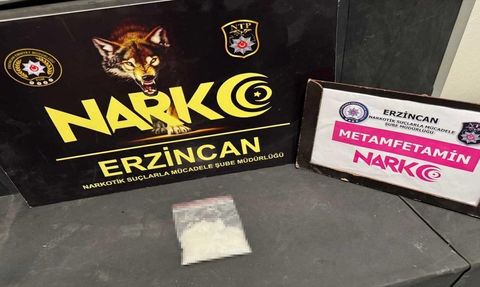 NTP
NARKO
ERZİNCAN
NARKOTİK SUÇLARLA MÜCADELE ŞUBE MÜDÜRLÜĞÜ
ERZİNCAN
NARKOTİK SUÇLARLA MÜCADELE
ŞUBE MÜDÜRLÜĞÜ
METAMFETAMİN
NARKO